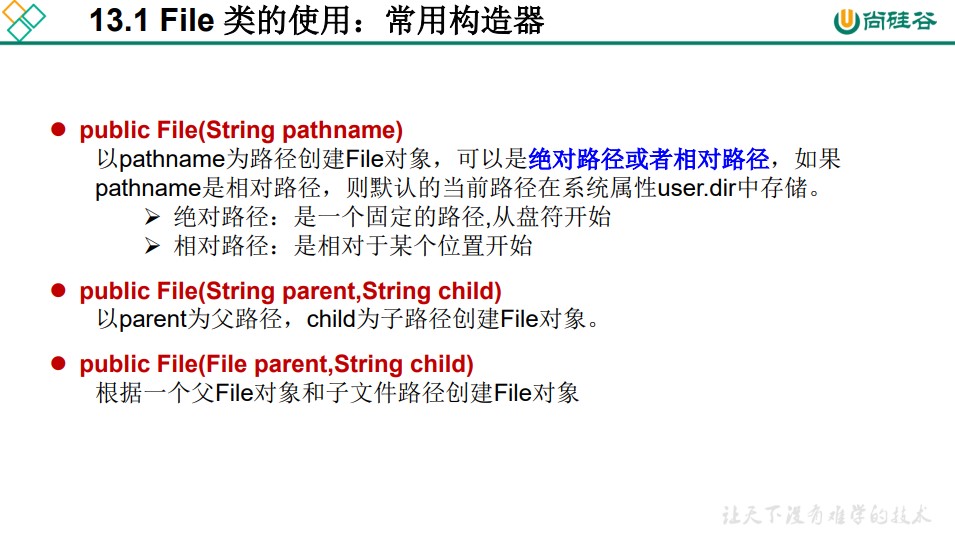 13.1 File 类的使用：常用构造器
尚硅谷
public File(String pathname)
以pathname为路径创建File对象，可以是绝对路径或者相对路径，如果
pathname是相对路径，则默认的当前路径在系统属性user.dir中存储。
绝对路径：是一个固定的路径,从盘符开始
相对路径：是相对于某个位置开始
public File(String parent,String child)
以parent为父路径，child为子路径创建File对象。
public File(File parent,String child)
根据一个父File对象和子文件路径创建File对象
让天下没有难学的技术